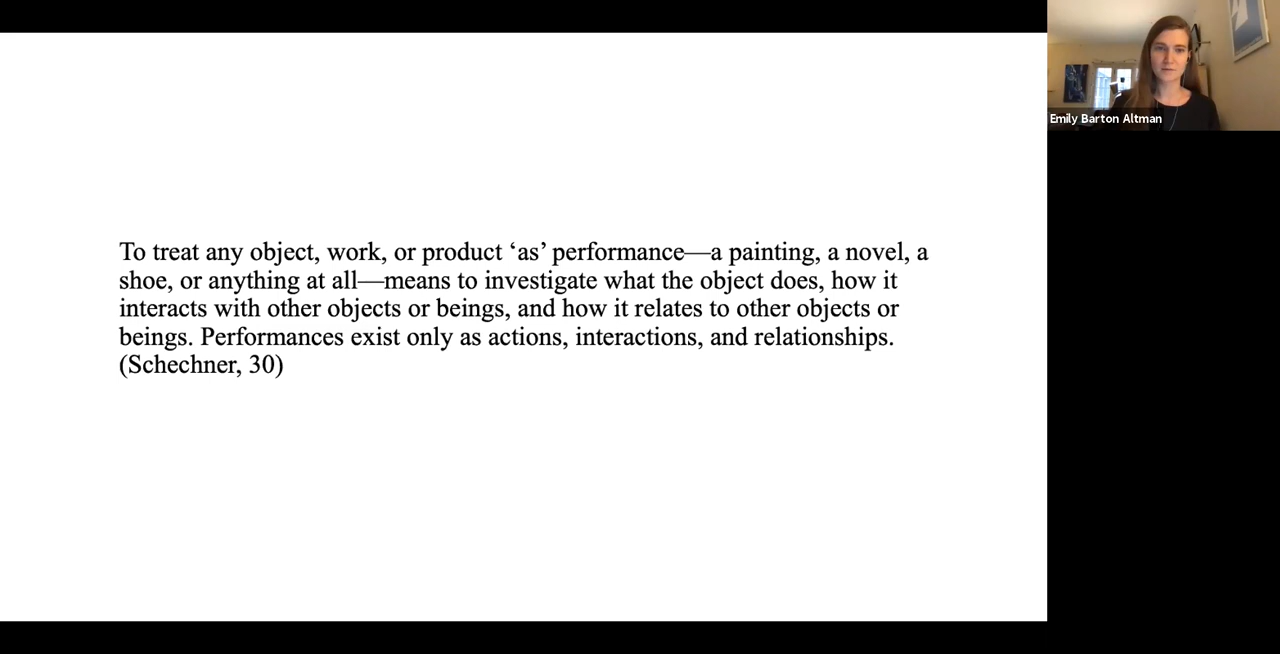 To treat any object, work, or product ‘as’ performance—a painting, a novel, a
shoe, or anything at all—means to investigate what the object does, how it
interacts with other objects or beings, and how it relates to other objects or
beings. Performances exist only as actions, interactions, and relationships.
(Schechner, 30)
Emily Barton Altman